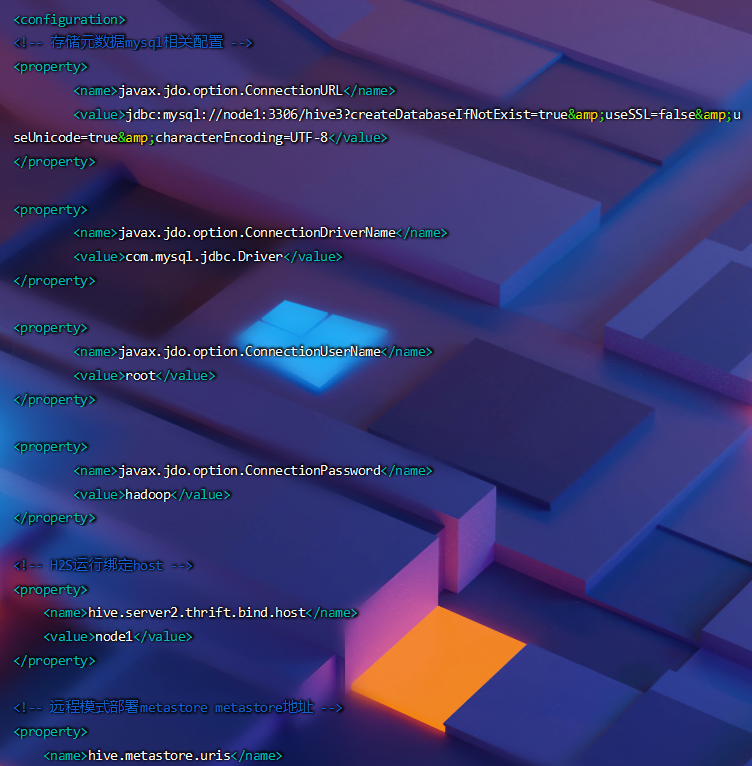 <configuration>
<!-- 存储元数据mysql相关配置 -->
<property>
        <name>javax.jdo.option.ConnectionURL</name>
        <value>jdbc:mysql://node1:3306/hive3?createDatabaseIfNotExist=true&amp;useSSL=false&amp;u
seUnicode=true&amp;characterEncoding=UTF-8</value>
</property>

<property>
        <name>javax.jdo.option.ConnectionDriverName</name>
        <value>com.mysql.jdbc.Driver</value>
</property>

<property>
        <name>javax.jdo.option.ConnectionUserName</name>
        <value>root</value>
</property>

<property>
        <name>javax.jdo.option.ConnectionPassword</name>
        <value>hadoop</value>
</property>

<!-- H2S运行绑定host -->
<property>
    <name>hive.server2.thrift.bind.host</name>
    <value>node1</value>
</property>

<!-- 远程模式部署metastore metastore地址 -->
<property>
    <name>hive.metastore.uris</name>